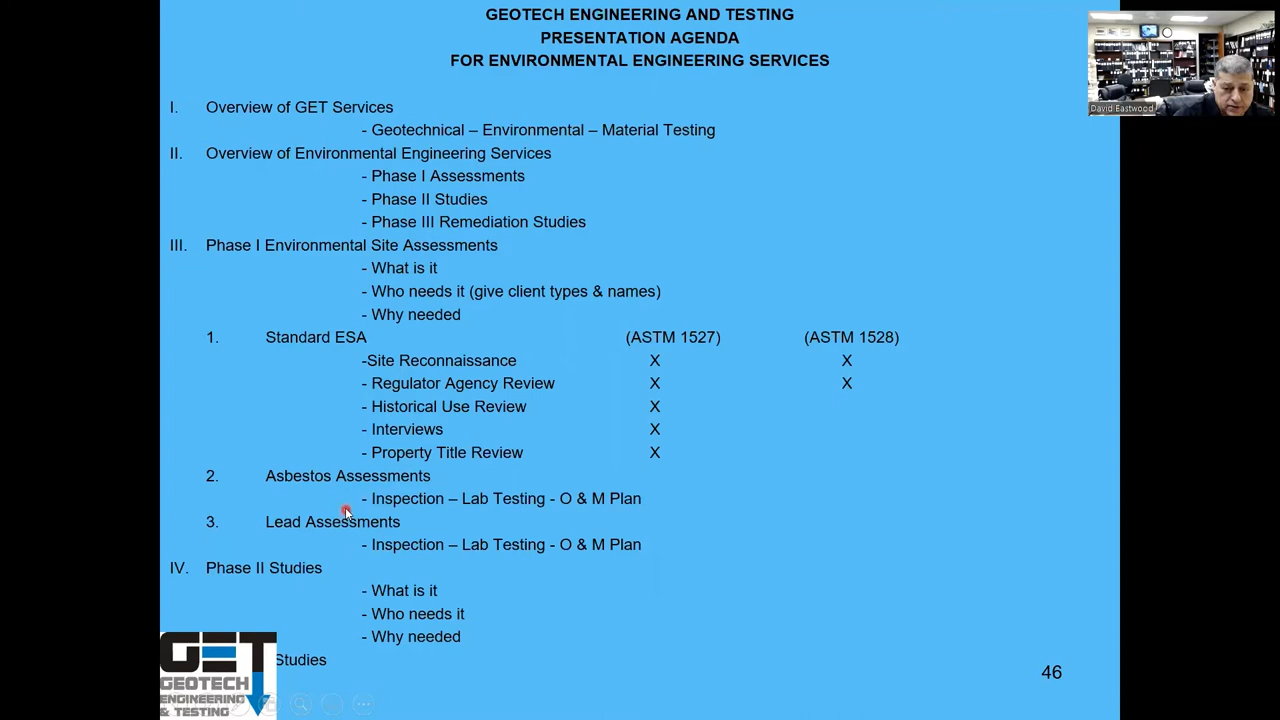 GEOTECH ENGINEERING AND TESTING
PRESENTATION AGENDA
FOR ENVIRONMENTAL ENGINEERING SERVICES
David Eastwood
I. Overview of GET Services
- Geotechnical – Environmental – Material Testing
II. Overview of Environmental Engineering Services
- Phase I Assessments
- Phase II Studies
- Phase III Remediation Studies
III. Phase I Environmental Site Assessments
- What is it
- Who needs it (give client types & names)
- Why needed
1. Standard ESA (ASTM 1527) (ASTM 1528)
-Site Reconnaissance X X
- Regulator Agency Review X X
- Historical Use Review X
- Interviews X
- Property Title Review X
2. Asbestos Assessments
- Inspection – Lab Testing - O & M Plan
3. Lead Assessments
- Inspection – Lab Testing - O & M Plan
IV. Phase II Studies
- What is it
- Who needs it
- Why needed
Studies
46
GET
GEOTECH
ENGINEERING
& TESTING